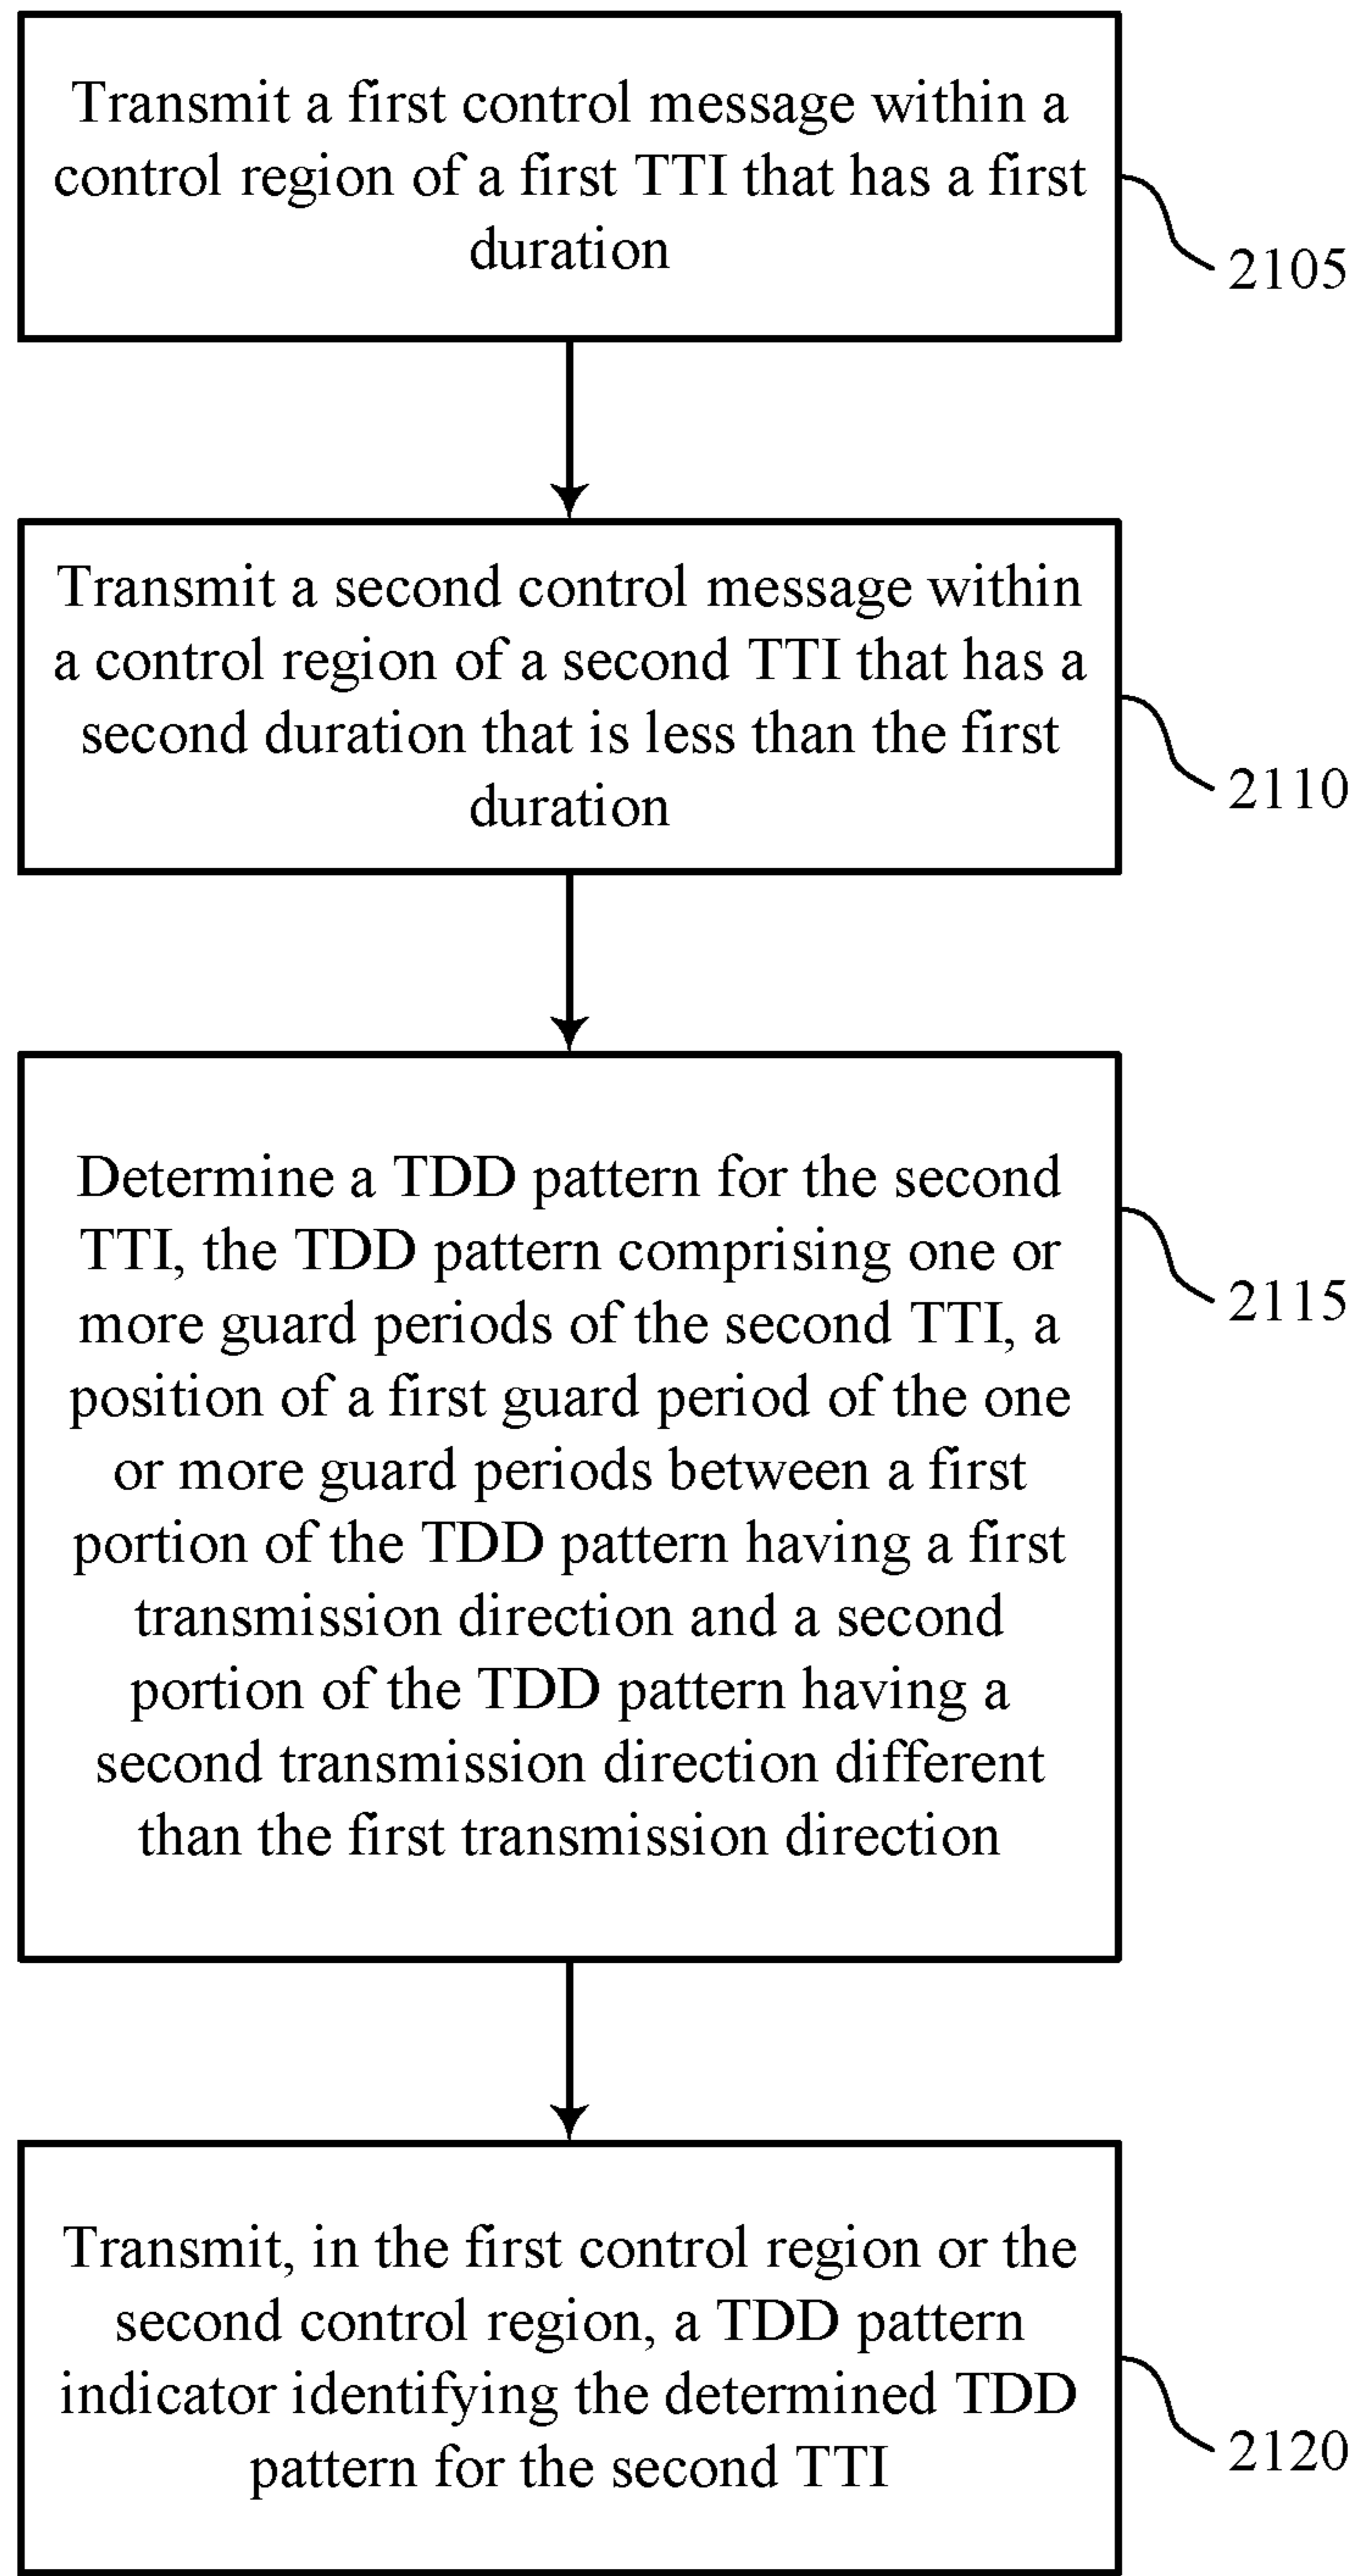 Transmit a first control message within a
control region of a first TTI that has a first
duration
2105
Transmit a second control message within
a control region of a second TTI that has a
second duration that is less than the first
duration
2110
Determine a TDD pattern for the second
TTI, the TDD pattern comprising one or
more guard periods of the second TTI, a
position of a first guard period of the one
or more guard periods between a first
portion of the TDD pattern having a first
transmission direction and a second
portion of the TDD pattern having a
second transmission direction different
than the first transmission direction
2115
Transmit, in the first control region or the
second control region, a TDD pattern
indicator identifying the determined TDD
pattern for the second TTI
2120